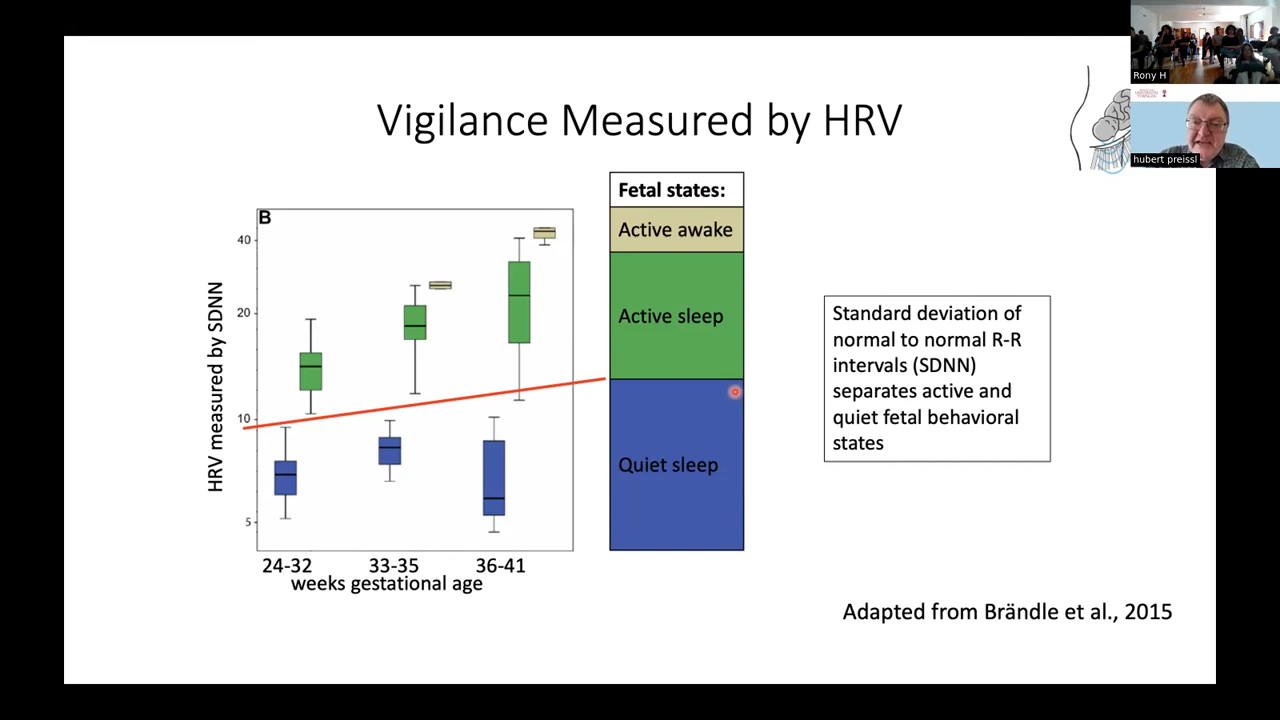 Vigilance Measured by HRV
Rony H
hubert preissl
B
40
20
10
5
HRV measured by SDNN
24-32
33-35
36-41
weeks gestational age
Fetal states:
Active awake
Active sleep
Quiet sleep
Standard deviation of
normal to normal R-R
intervals (SDNN)
separates active and
quiet fetal behavioral
states
Adapted from Brändle et al., 2015